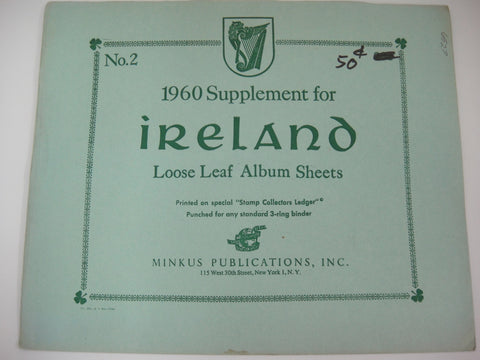 No.2
50¢
1960 Supplement for
IRELAND
Loose Leaf Album Sheets
Printed on special "Stamp Collectors Ledger"©
Punched for any standard 3-ring binder
MINKUS PUBLICATIONS, INC.
115 West 30th Street, New York 1, N.Y.